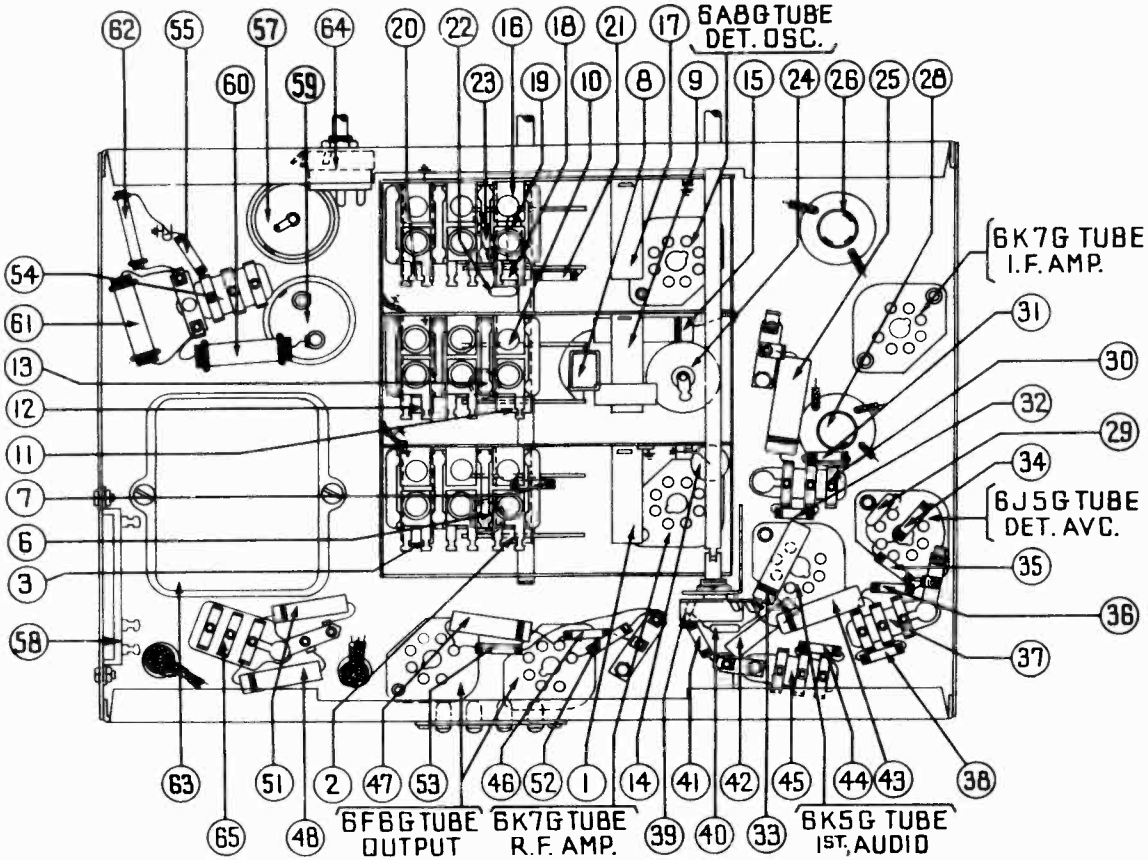 62 55 57 64 20 22 16 18 21 17 6A8G TUBE
DET. OSC.
59 60 23 19 10 8 9 15 24 26 25 28
6K7G TUBE
I.F. AMP.
54
61
31
13
30
12
32
11
29
7
34
6J5G TUBE
DET. AVC.
6
35
3
36
58
37
63 51 2 47 53 46 52 1 14 41 42 45 44 43 38
65 48 39 40 33
6F6G TUBE
OUTPUT
6K7G TUBE
R.F. AMP.
6K5G TUBE
1ST. AUDIO